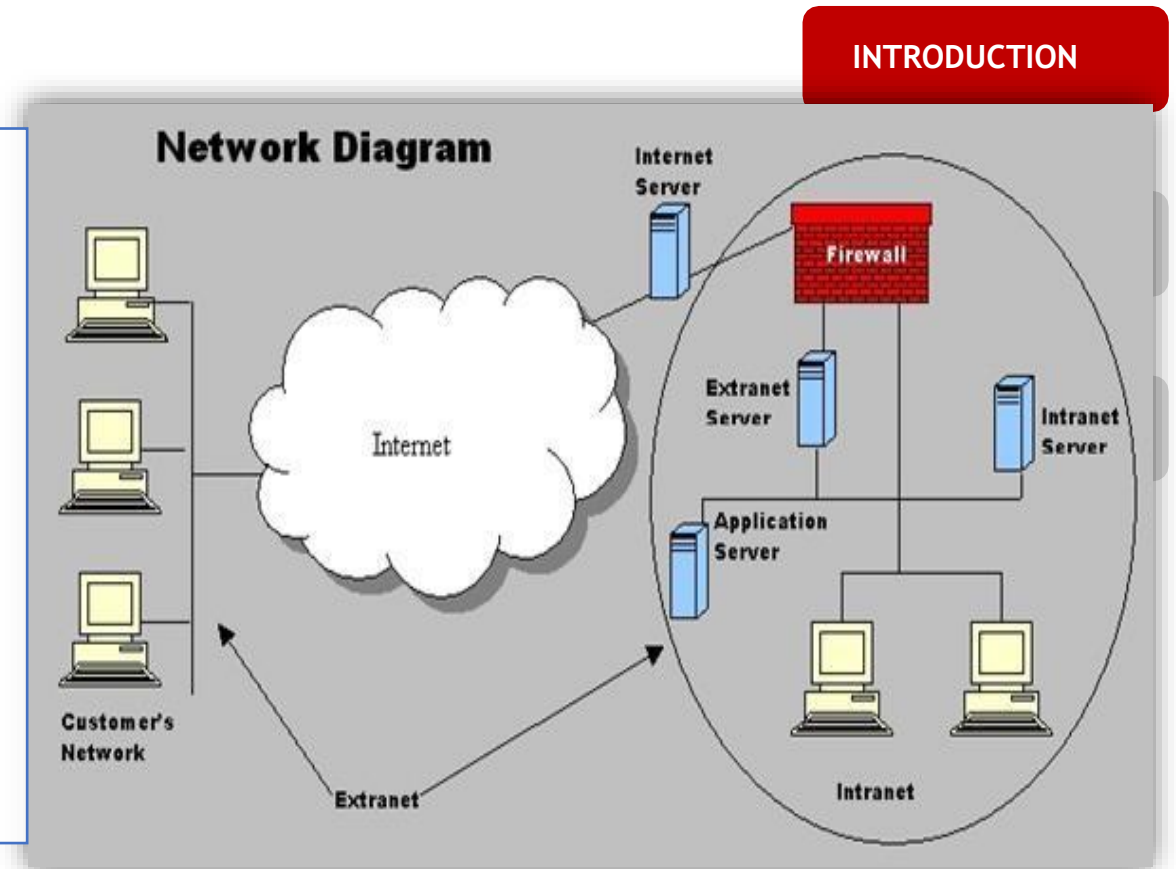 INTRODUCTION
Network Diagram
Internet
Server
Firewall
Extranet
Server
Intranet
Server
Internet
Application
Server
Customer's
Network
Extranet
Intranet